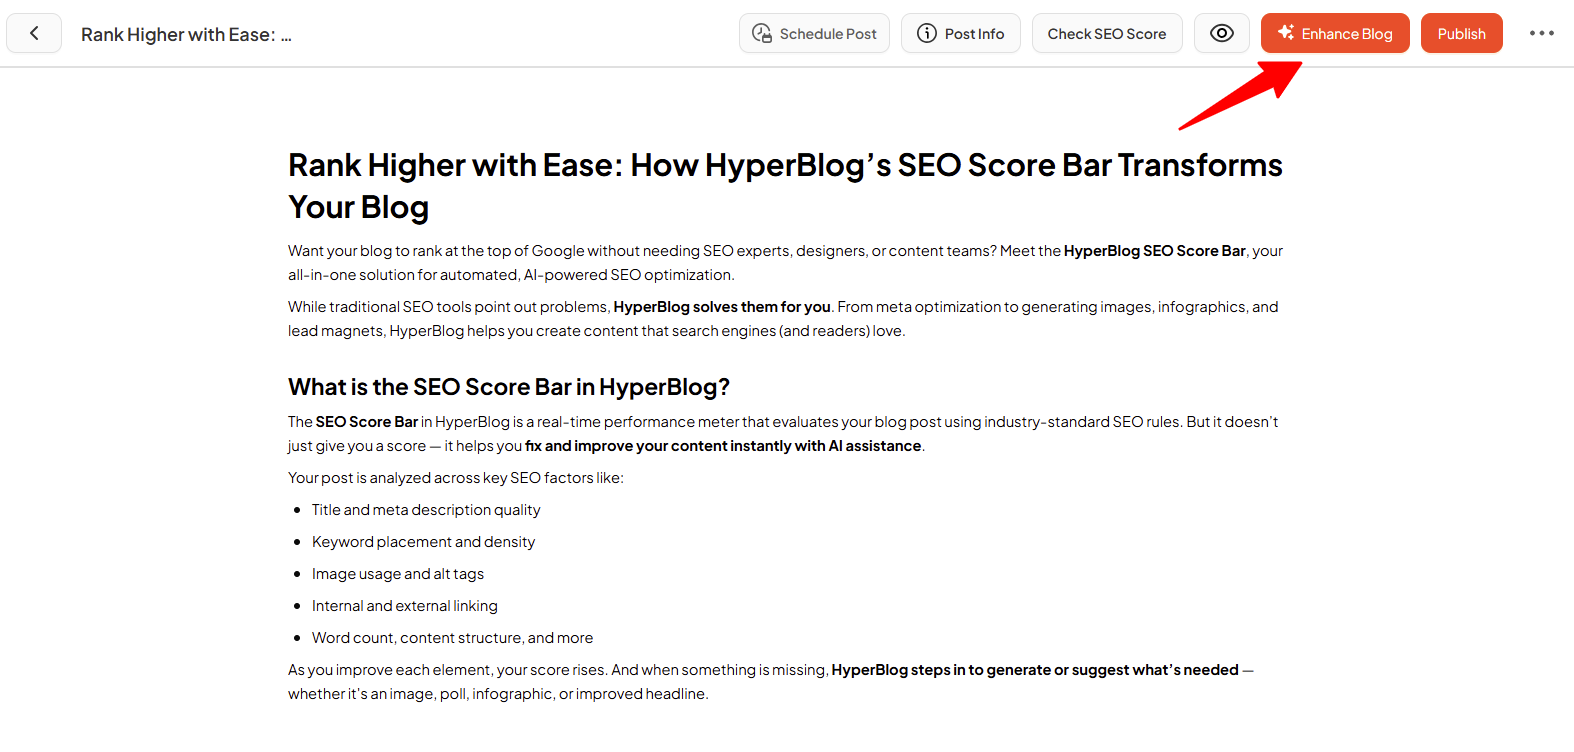 Rank Higher with Ease: ...
Schedule Post
Post Info
Check SEO Score
Enhance Blog
Publish
Rank Higher with Ease: How HyperBlog’s SEO Score Bar Transforms
Your Blog
Want your blog to rank at the top of Google without needing SEO experts, designers, or content teams? Meet the HyperBlog SEO Score Bar, your
all-in-one solution for automated, AI-powered SEO optimization.
While traditional SEO tools point out problems, HyperBlog solves them for you. From meta optimization to generating images, infographics, and
lead magnets, HyperBlog helps you create content that search engines (and readers) love.
What is the SEO Score Bar in HyperBlog?
The SEO Score Bar in HyperBlog is a real-time performance meter that evaluates your blog post using industry-standard SEO rules. But it doesn’t
just give you a score — it helps you fix and improve your content instantly with AI assistance.
Your post is analyzed across key SEO factors like:
• Title and meta description quality
• Keyword placement and density
• Image usage and alt tags
• Internal and external linking
• Word count, content structure, and more
As you improve each element, your score rises. And when something is missing, HyperBlog steps in to generate or suggest what’s needed —
whether it’s an image, poll, infographic, or improved headline.